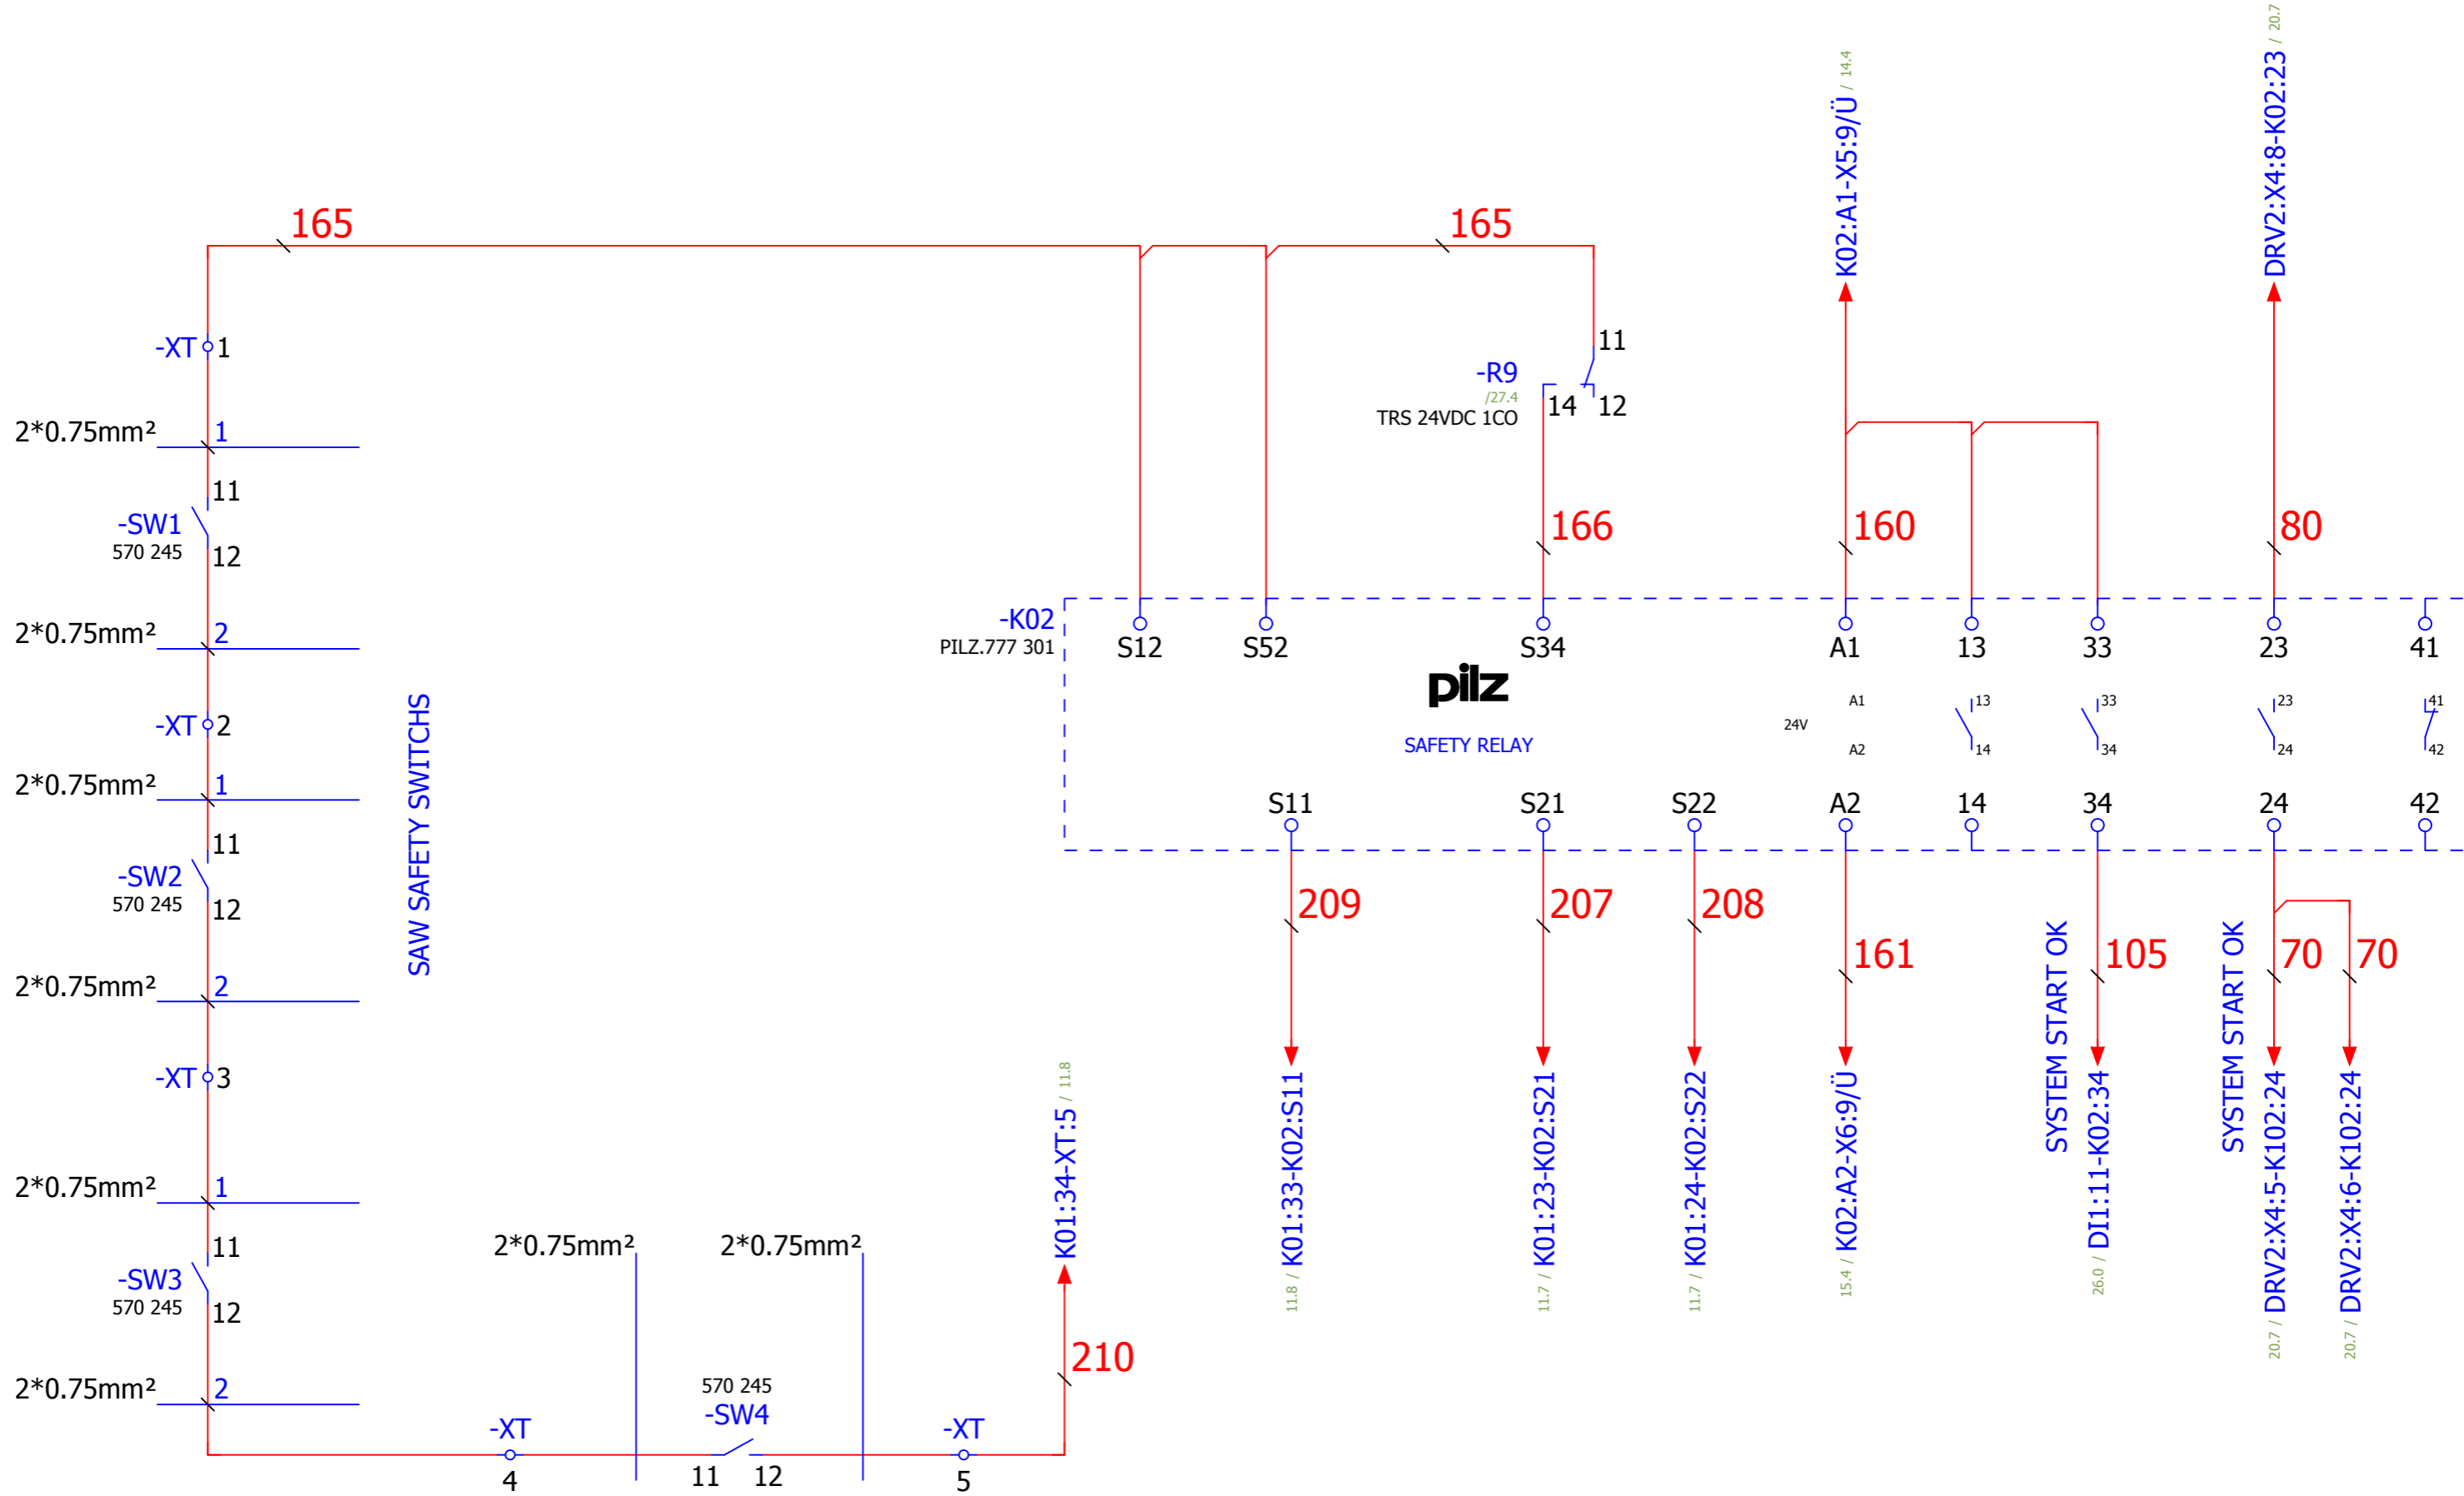 DRV2:X4:8-K02:23 / 20.7
K02:A1-X5:9/Ü / 14.4
165
165
-XT 1
11
-R9
/27.4
TRS 24VDC 1CO
14 12
2*0.75mm² 1
11
-SW1
570 245
12
166
160
80
2*0.75mm² 2
-K02
PILZ.777 301
S12
S52
S34
A1
13
33
23
41
pilz
SAFETY RELAY
24V
A1
A2
13
14
33
34
23
24
41
42
-XT 2
SAW SAFETY SWITCHS
2*0.75mm² 1
11
-SW2
570 245
12
S11
S21
S22
A2
14
34
24
42
209
207
208
161
105
70
70
SYSTEM START OK
SYSTEM START OK
2*0.75mm² 2
-XT 3
K01:34-XT:5 / 11.8
11.8 / K01:33-K02:S11
11.7 / K01:23-K02:S21
11.7 / K01:24-K02:S22
15.4 / K02:A2-X6:9/Ü
26.0 / DI1:11-K02:34
20.7 / DRV2:X4:5-K102:24
20.7 / DRV2:X4:6-K102:24
2*0.75mm² 1
11
-SW3
570 245
12
2*0.75mm²
2*0.75mm²
210
2*0.75mm² 2
570 245
-SW4
-XT
4
11 12
-XT
5